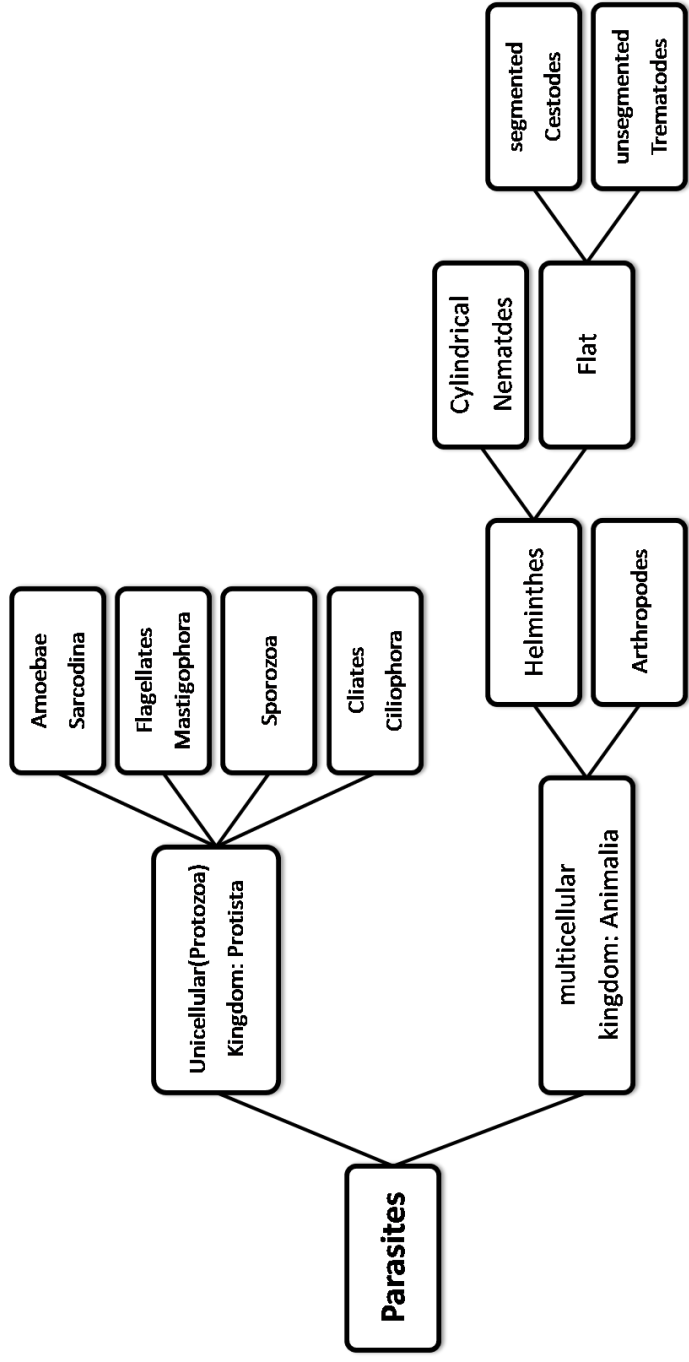 Parasites
Unicellular(Protozoa)
Kingdom: Protista
Amoebae
Sarcodina
Flagellates
Mastigophora
Sporozoa
Cliates
Ciliophora
multicellular
kingdom: Animalia
Helminthes
Cylindrical
Nematdes
Flat
segmented
Cestodes
unsegmented
Trematodes
Arthropodes